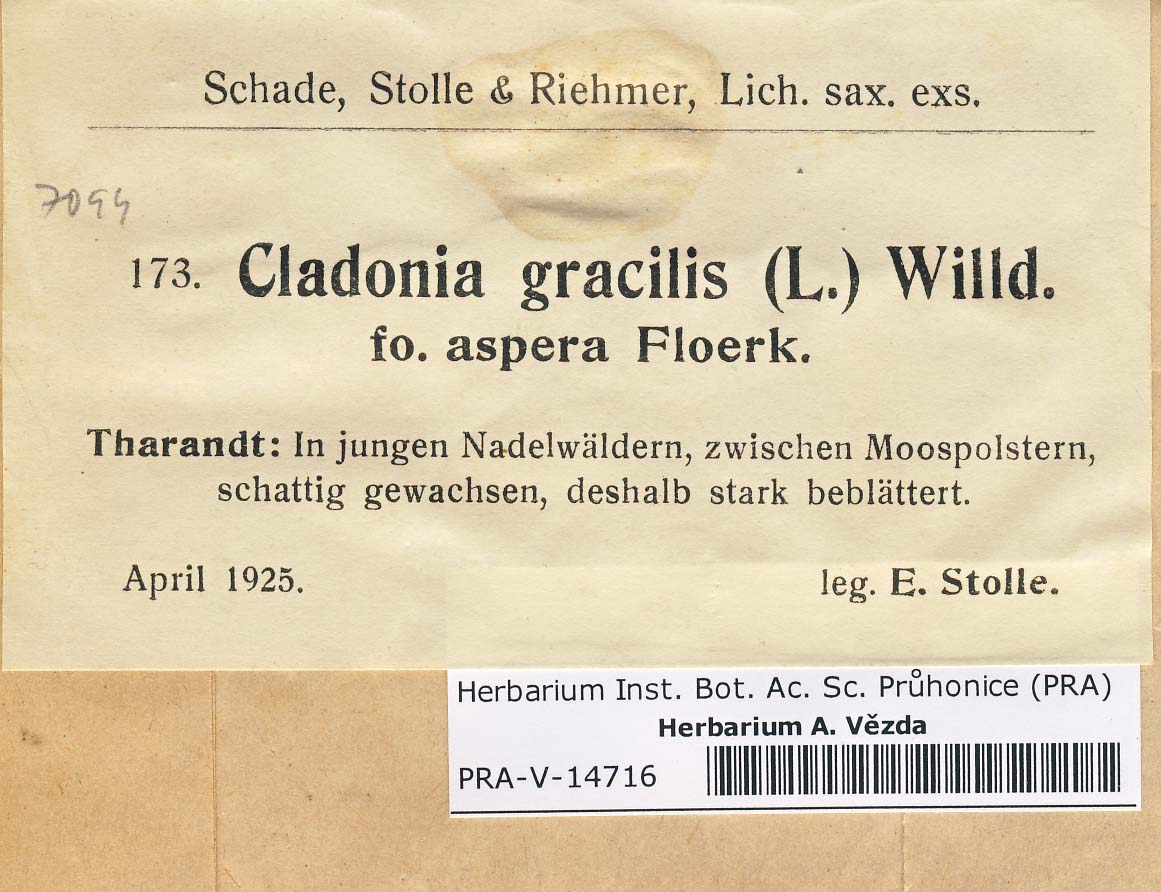 Schade, Stolle & Riehmer, Lich. sax. exs.
7094
173. Cladonia gracilis (L.) Willd.
fo. aspera Floerk.
Tharandt: In jungen Nadelwäldern, zwischen Moospolstern,
schattig gewachsen, deshalb stark beblättert.
April 1925. leg. E. Stolle.
Herbarium Inst. Bot. Ac. Sc. Průhonice (PRA)
Herbarium A. Vězda
PRA-V-14716